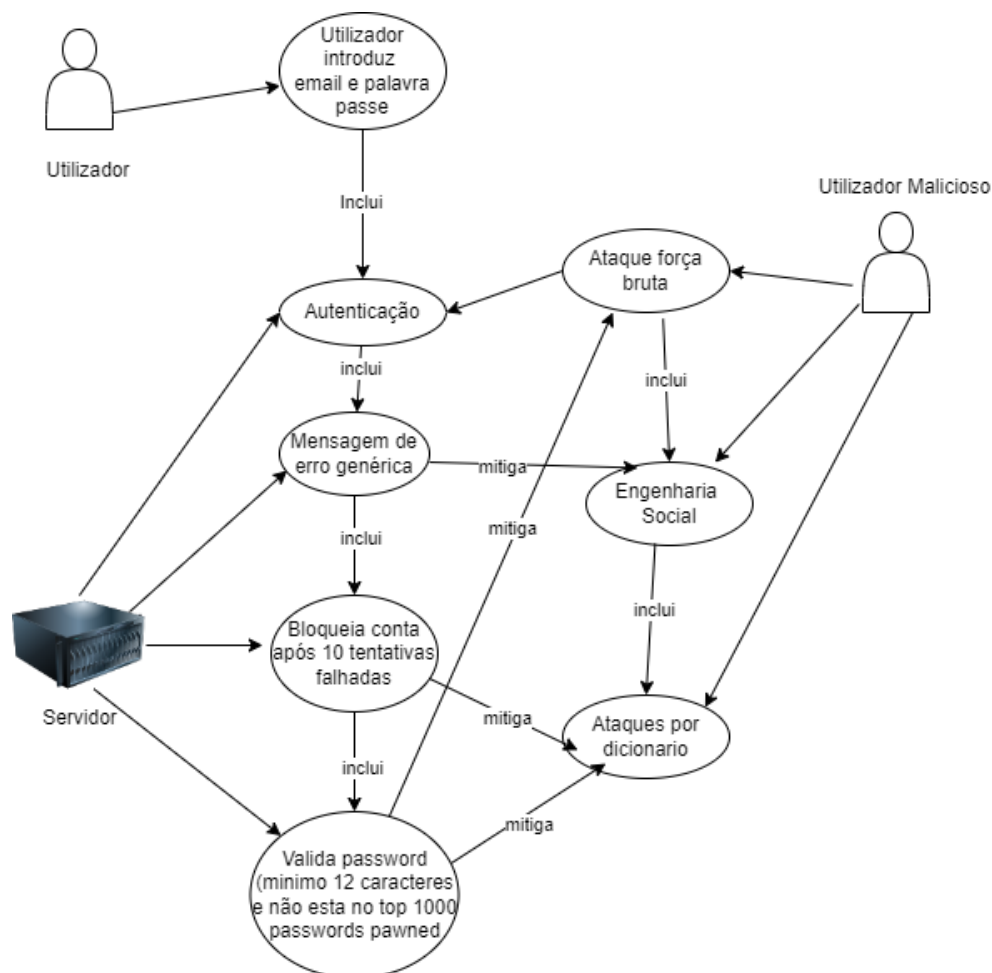 Utilizador
introduz
email e palavra
passe
Utilizador
Inclui
Utilizador Malicioso
Ataque força
bruta
Autenticação
inclui
inclui
Mensagem de
erro genérica
mitiga
Engenharia
Social
mitiga
inclui
inclui
Bloqueia conta
após 10 tentativas
falhadas
Servidor
mitiga
Ataques por
dicionario
inclui
mitiga
Valida password
(minimo 12 caracteres
e não esta no top 1000
passwords pawned